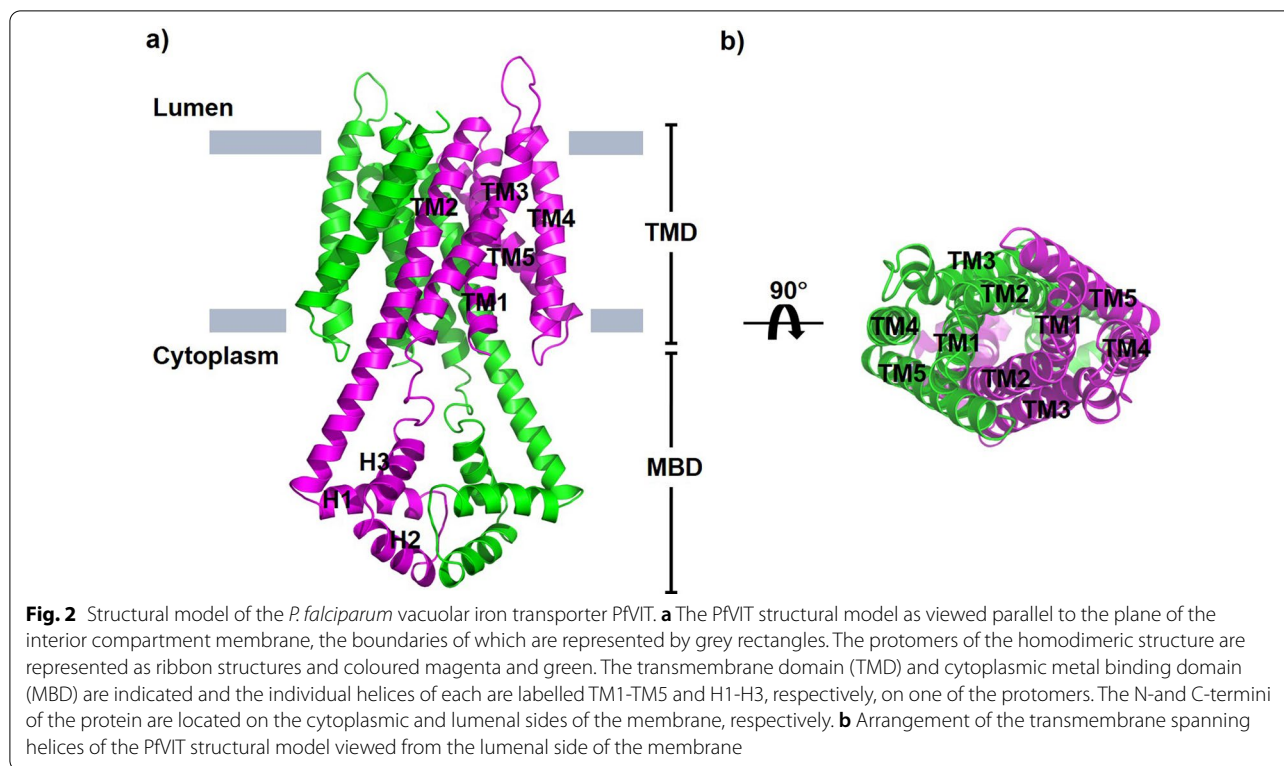 a)
b)
Lumen
Cytoplasm
TM2
TM3
TM4
TM5
TM1
TMD
H3
H1
H2
MBD
90°
TM3
TM2
TM5
TM4
TM1
TM1
TM4
TM5
TM2
TM3
Fig. 2 Structural model of the P. falciparum vacuolar iron transporter PfVIT. a The PfVIT structural model as viewed parallel to the plane of the
interior compartment membrane, the boundaries of which are represented by grey rectangles. The protomers of the homodimeric structure are
represented as ribbon structures and coloured magenta and green. The transmembrane domain (TMD) and cytoplasmic metal binding domain
(MBD) are indicated and the individual helices of each are labelled TM1-TM5 and H1-H3, respectively, on one of the protomers. The N-and C-termini
of the protein are located on the cytoplasmic and lumenal sides of the membrane, respectively. b Arrangement of the transmembrane spanning
helices of the PfVIT structural model viewed from the lumenal side of the membrane